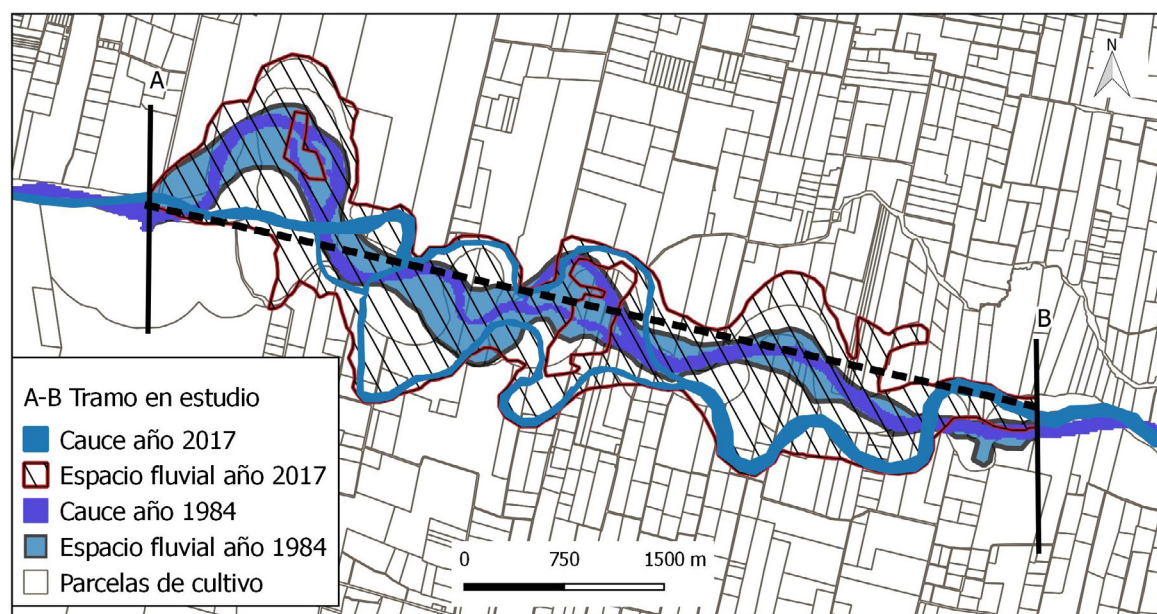 A
N
B
A-B Tramo en estudio
Cauce año 2017
Espacio fluvial año 2017
Cauce año 1984
Espacio fluvial año 1984
Parcelas de cultivo
0 750 1500 m